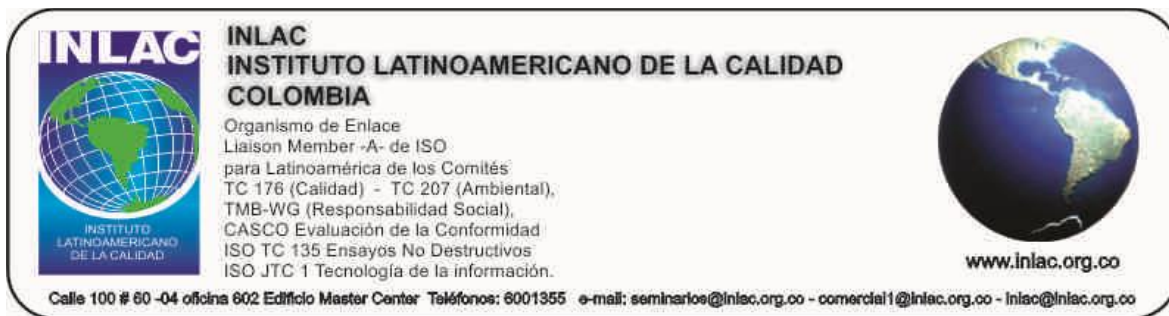 INLAC
INSTITUTO
LATINOAMERICANO
DE LA CALIDAD
INLAC
INSTITUTO LATINOAMERICANO DE LA CALIDAD
COLOMBIA
Organismo de Enlace
Liaison Member -A- de ISO
para Latinoamérica de los Comités
TC 176 (Calidad) - TC 207 (Ambiental),
TMB-WG (Responsabilidad Social),
CASCO Evaluación de la Conformidad
ISO TC 135 Ensayos No Destructivos
ISO JTC 1 Tecnología de la información.
www.inlac.org.co
Calle 100 # 60 -04 oficina 602 Edificio Master Center Teléfonos: 6001355 e-mail: seminarios@inlac.org.co - comercial1@inlac.org.co - inlac@inlac.org.co